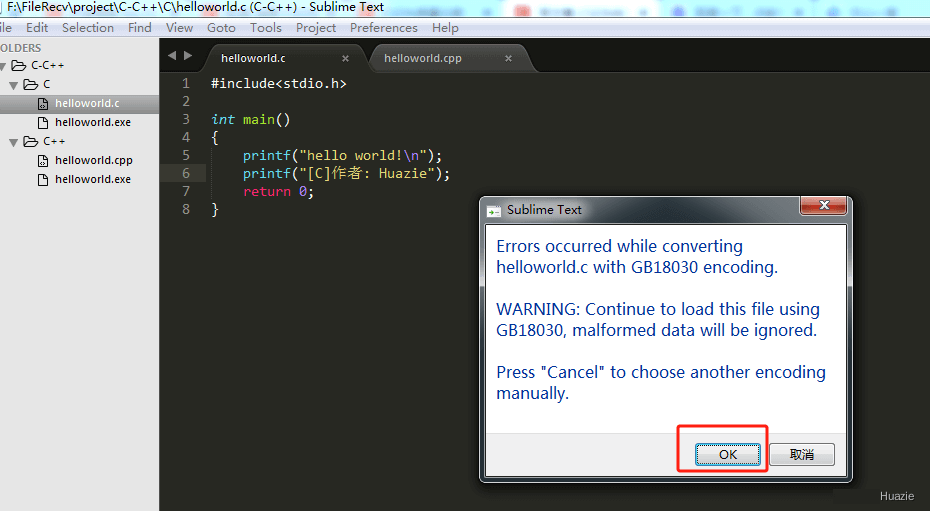 F:\FileRecv\project\C-C++\C\helloworld.c (C-C++) - Sublime Text
ile Edit Selection Find View Goto Tools Project Preferences Help
OLDERS
C-C++
C
helloworld.c
helloworld.exe
C++
helloworld.cpp
helloworld.exe
helloworld.c × helloworld.cpp ×
1 #include<stdio.h>
2
3 int main()
4 {
5 printf("hello world!\n");
6 printf("[C]作者: Huazie");
7 return 0;
8 }
Sublime Text
Errors occurred while converting
helloworld.c with GB18030 encoding.
WARNING: Continue to load this file using
GB18030, malformed data will be ignored.
Press "Cancel" to choose another encoding
manually.
OK 取消
Huazie